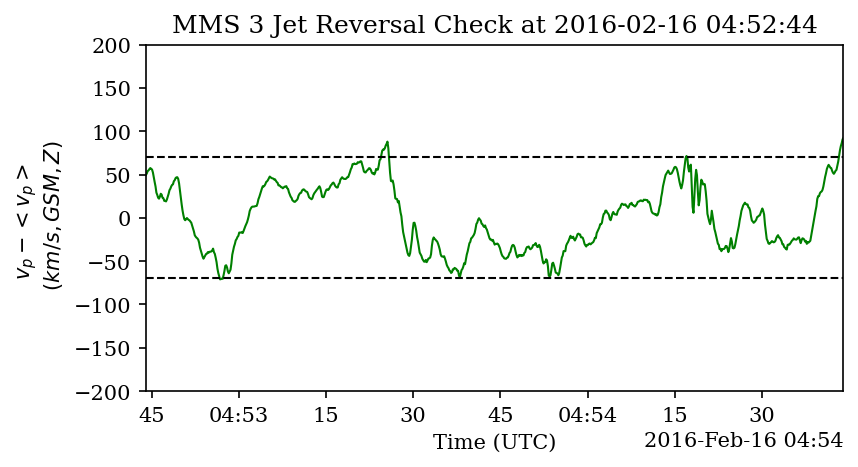 MMS 3 Jet Reversal Check at 2016-02-16 04:52:44
200
150
100
50
0
−50
−100
−150
−200
v_p − < v_p >
(km/s, GSM, Z)
45 04:53 15 30 45 04:54 15 30
Time (UTC)
2016-Feb-16 04:54